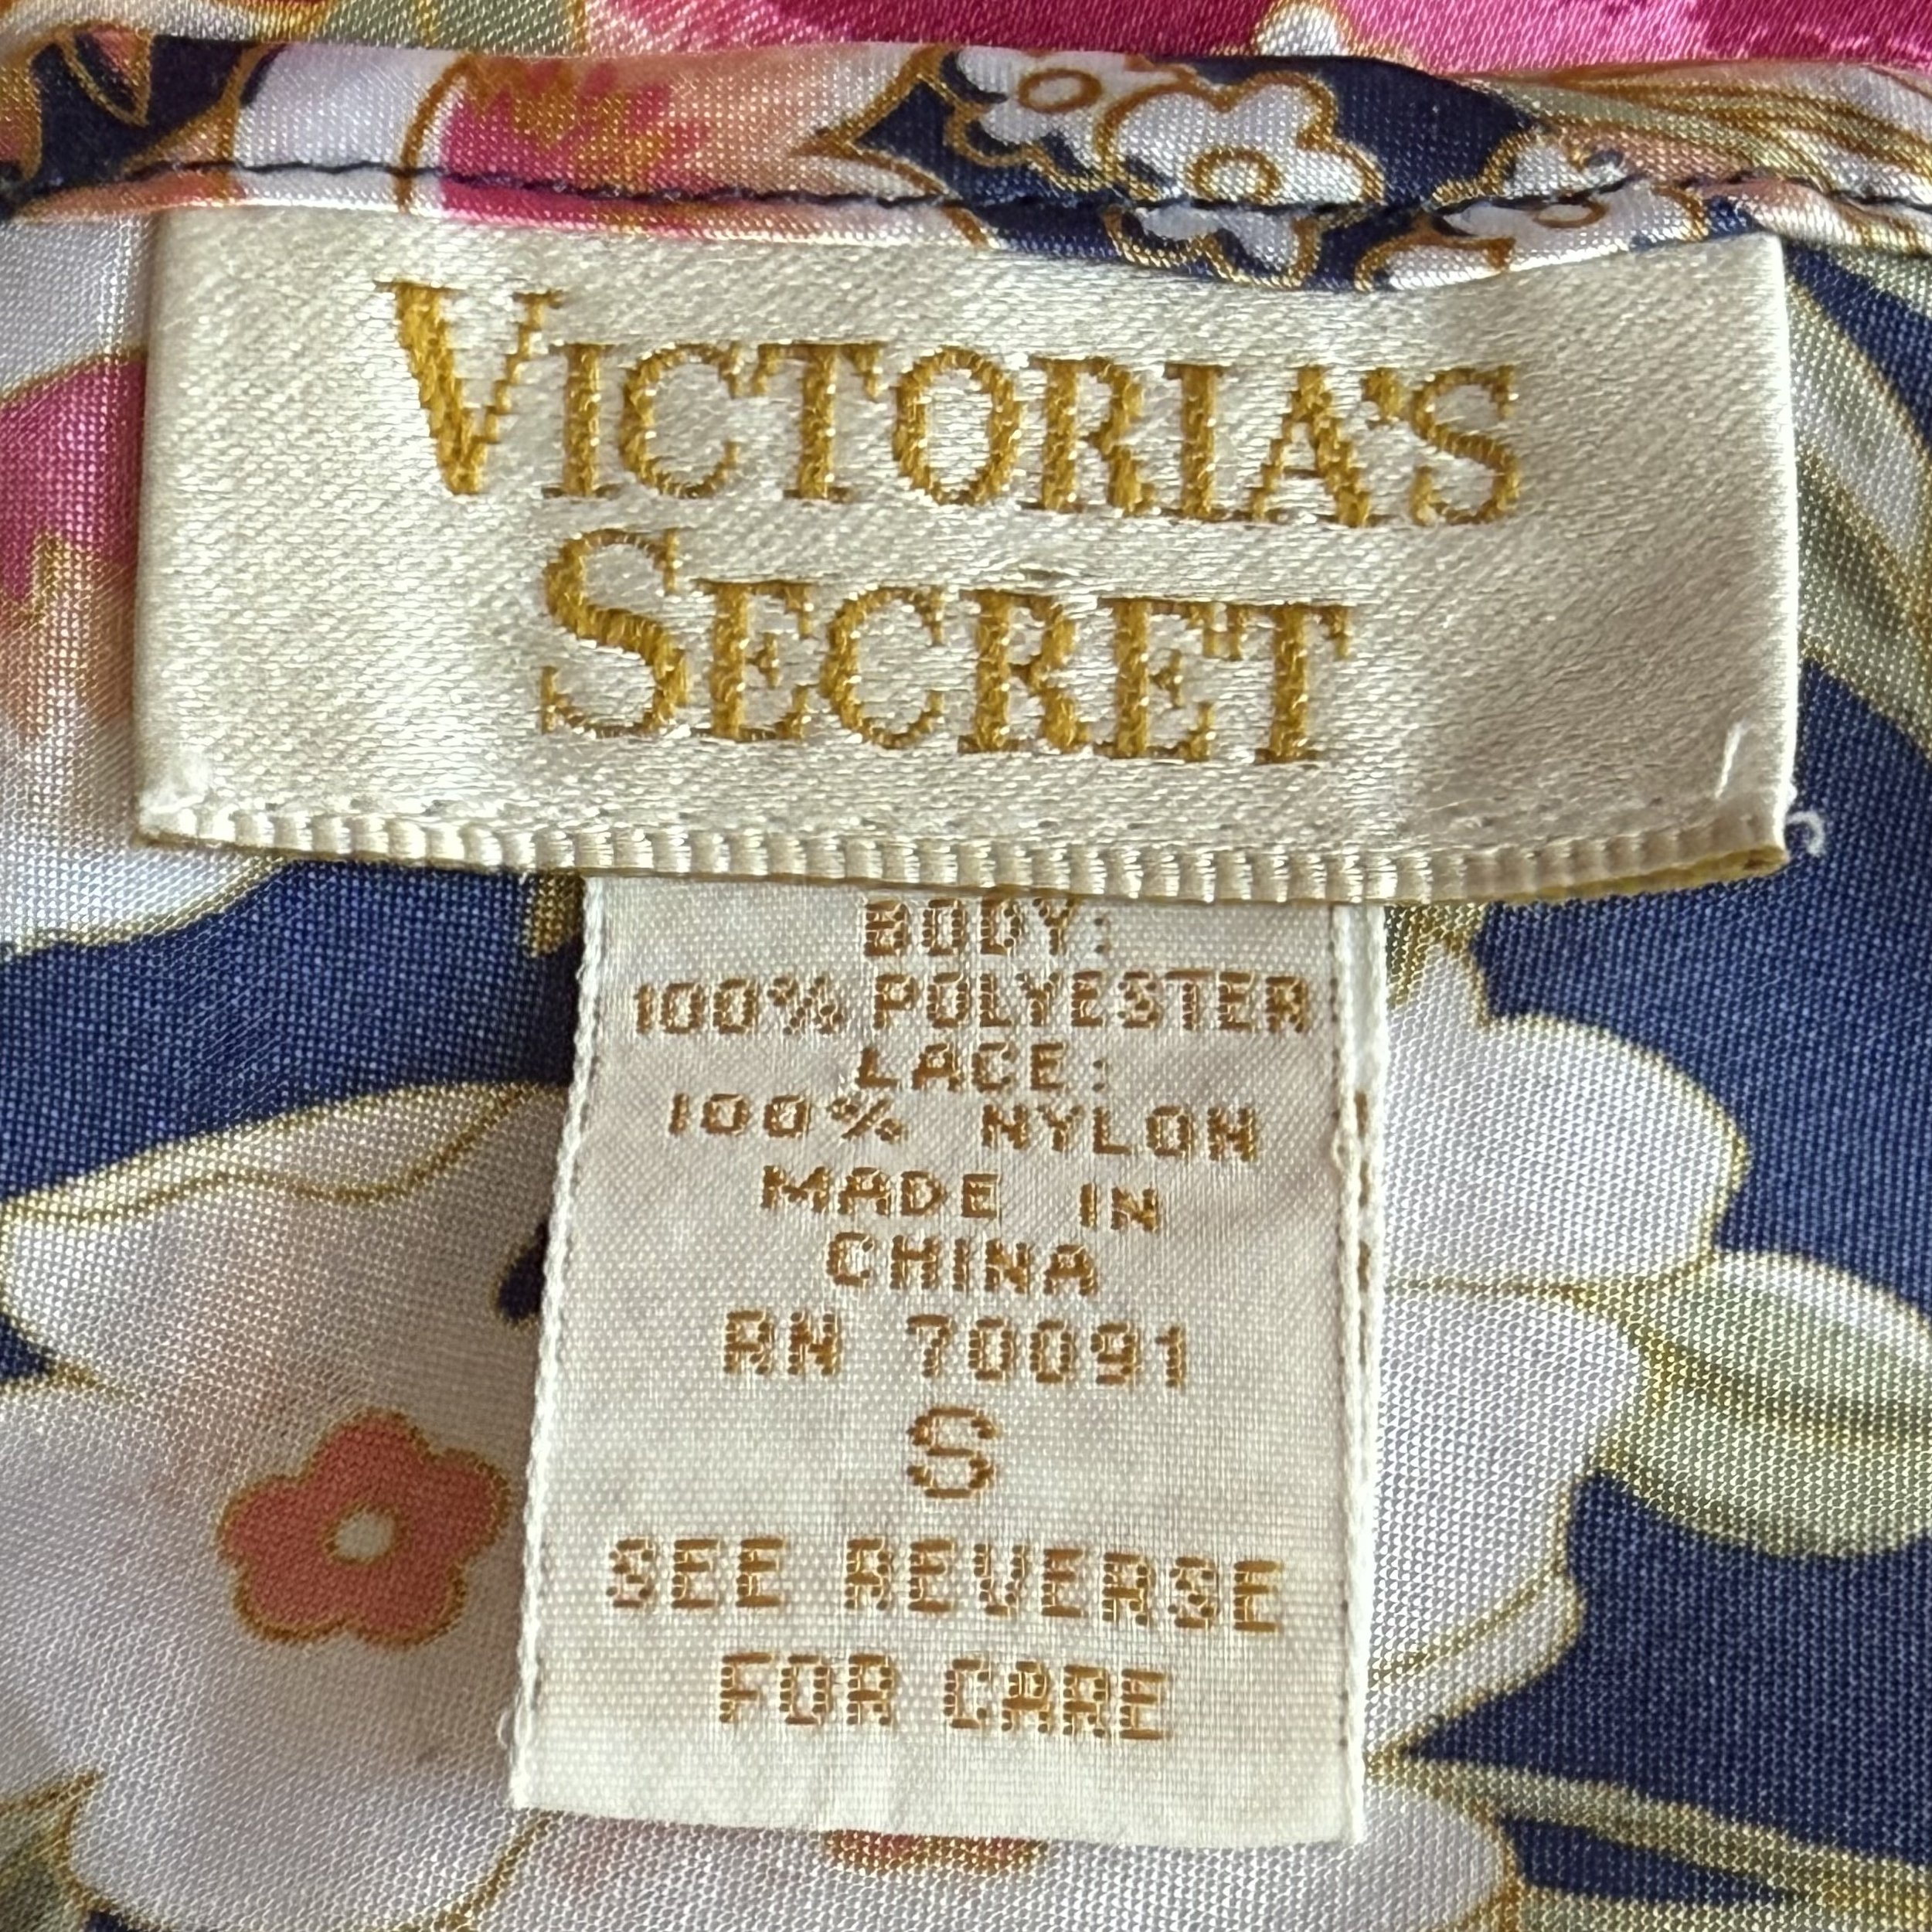 VICTORIA'S
SECRET
BODY:
100% POLYESTER
LACE:
100% NYLON
MADE IN
CHINA
RN 70091
S
SEE REVERSE
FOR CARE